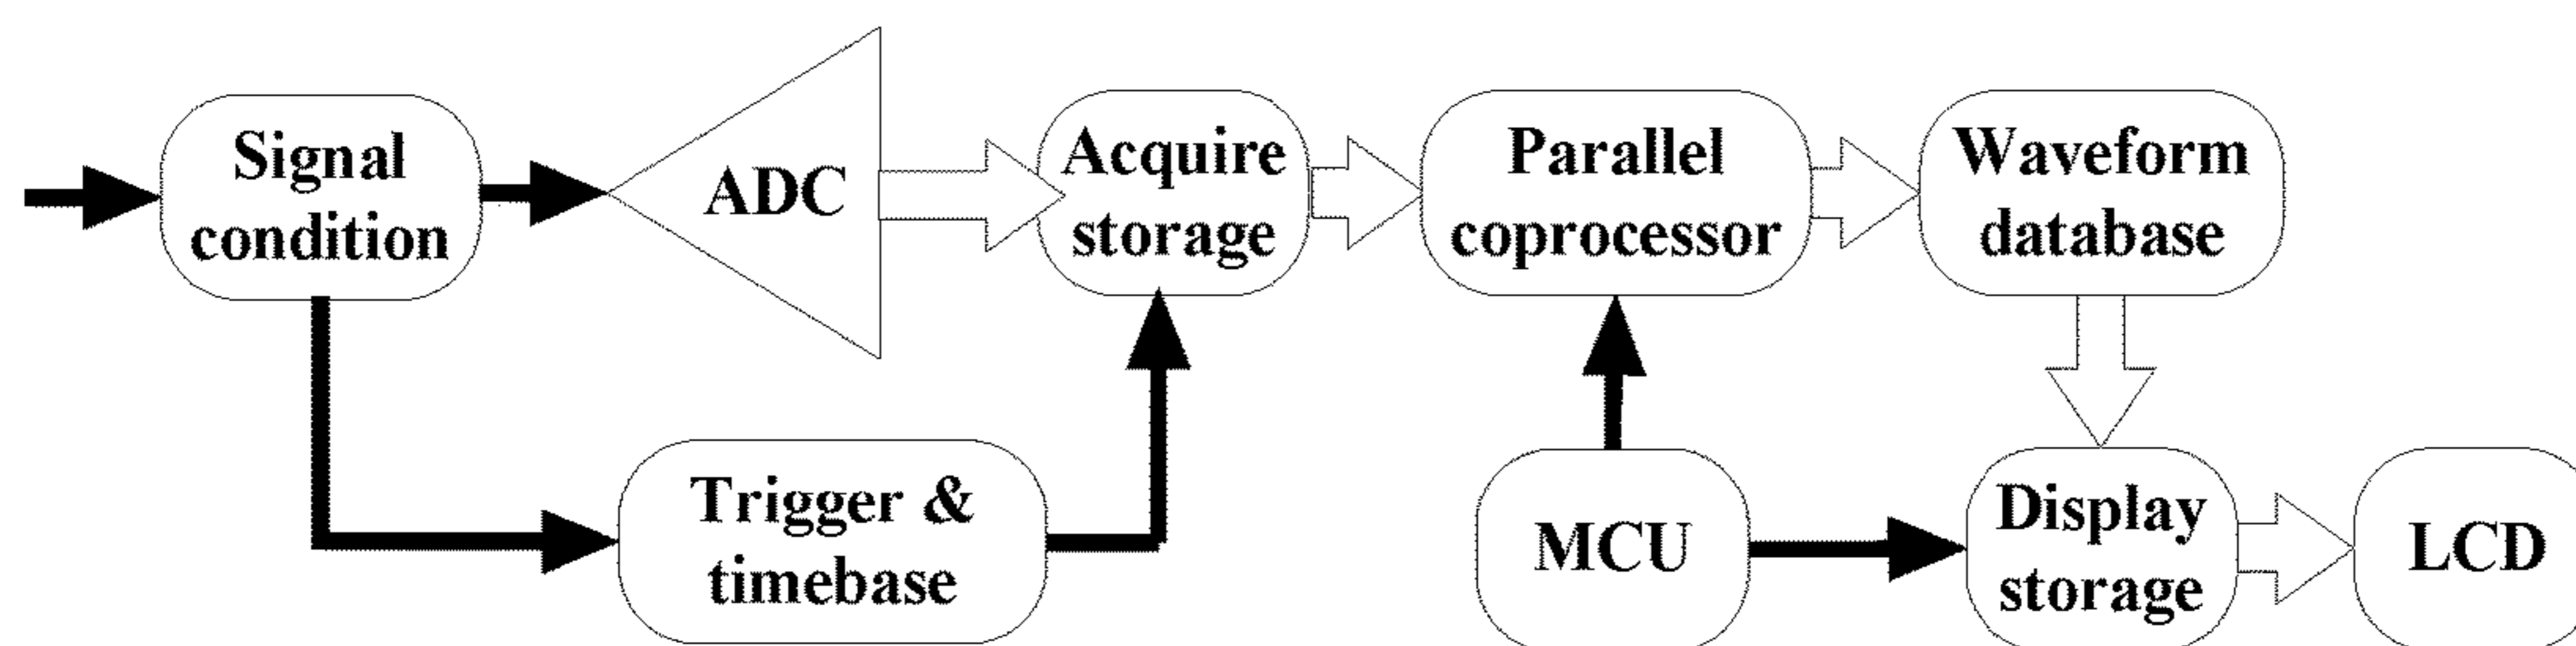 Signal
condition
ADC
Acquire
storage
Parallel
coprocessor
Waveform
database
Trigger &
timebase
MCU
Display
storage
LCD